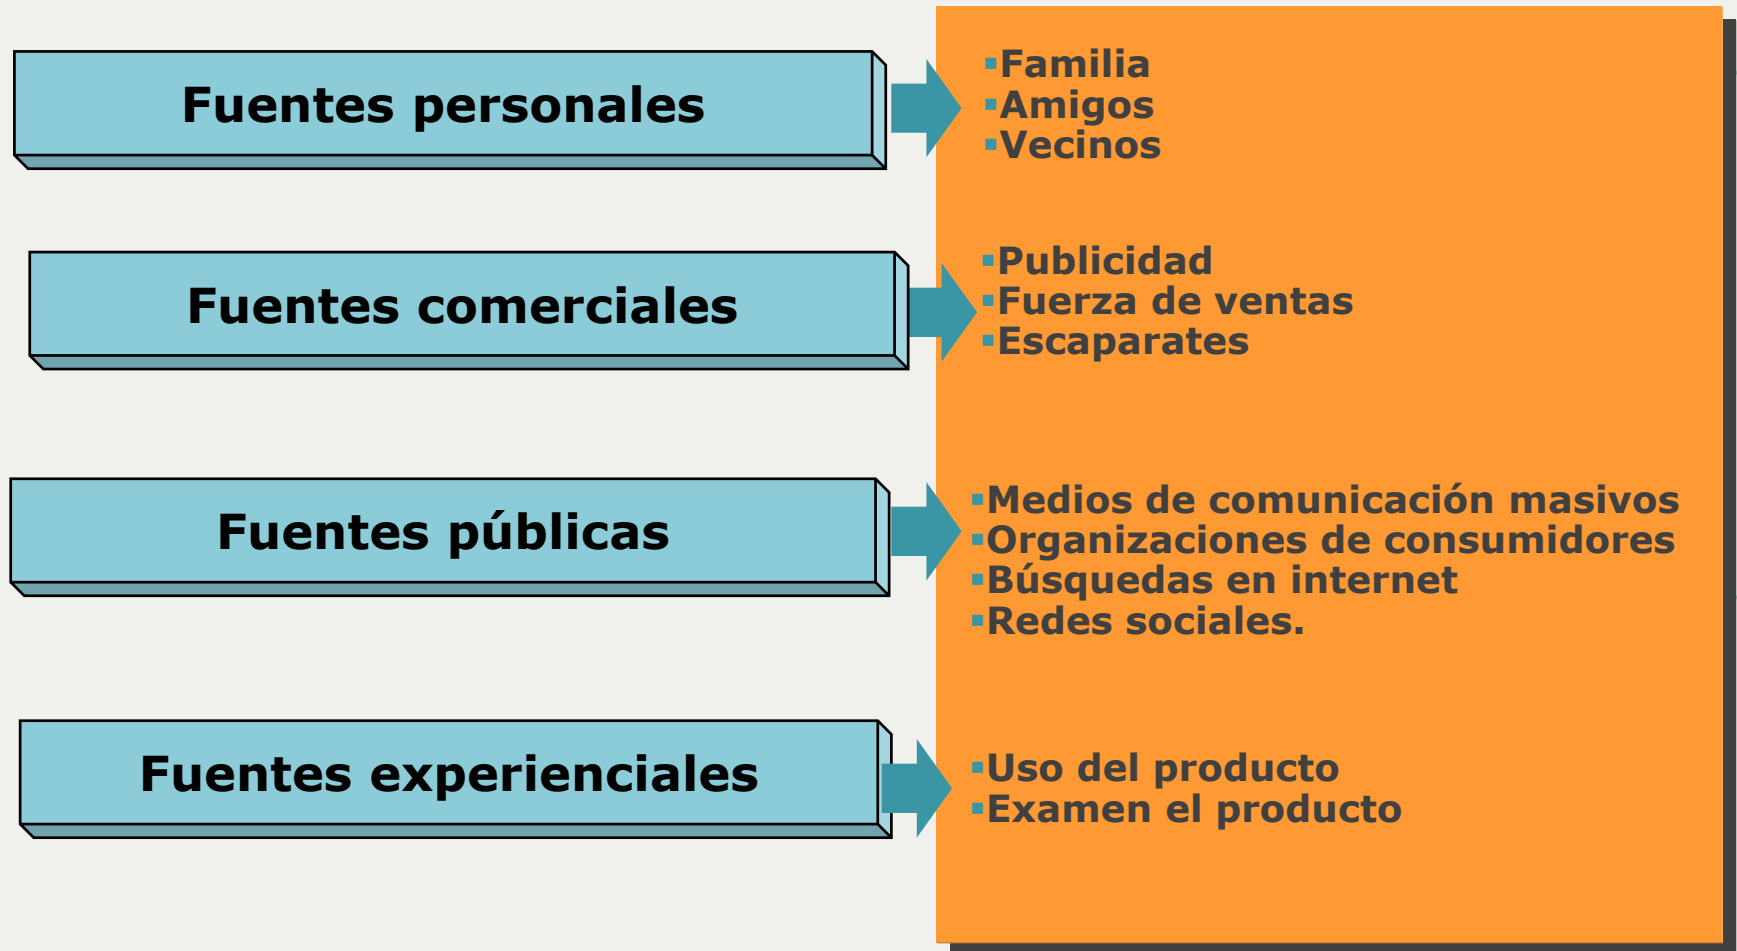 Fuentes personales
▪Familia
▪Amigos
▪Vecinos
Fuentes comerciales
▪Publicidad
▪Fuerza de ventas
▪Escaparates
Fuentes públicas
▪Medios de comunicación masivos
▪Organizaciones de consumidores
▪Búsquedas en internet
▪Redes sociales.
Fuentes experienciales
▪Uso del producto
▪Examen el producto